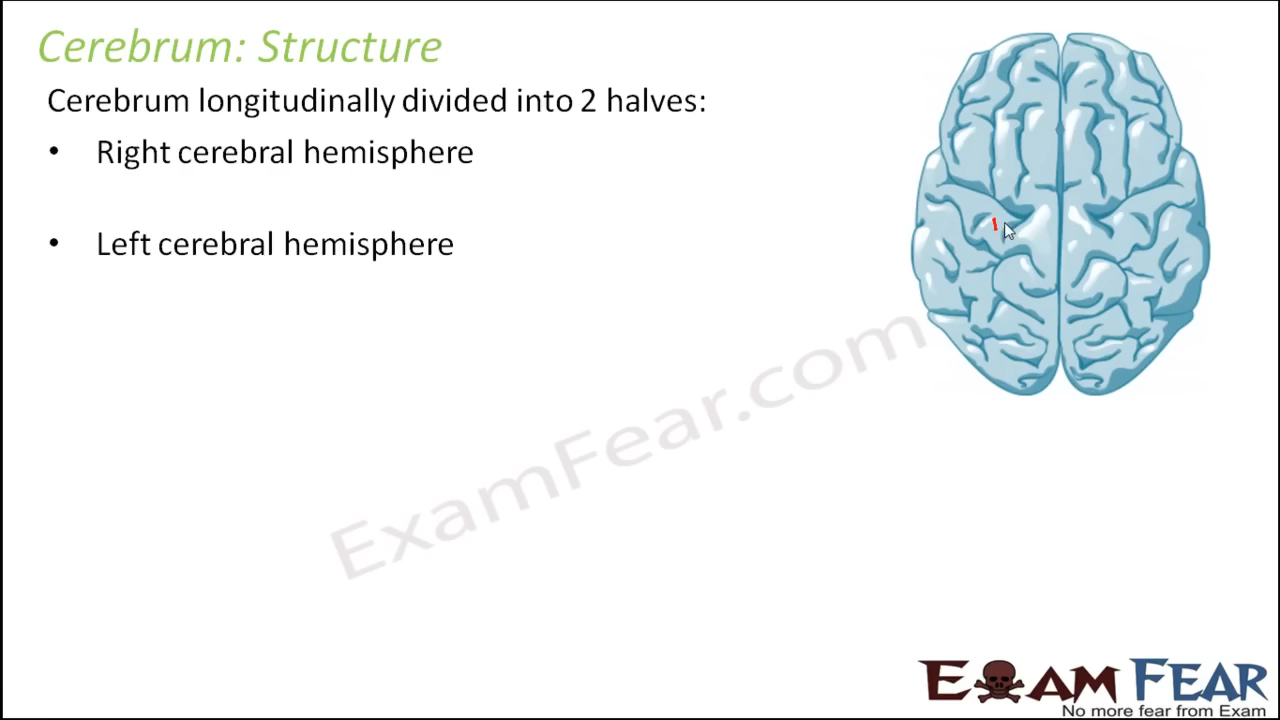 Cerebrum: Structure
Cerebrum longitudinally divided into 2 halves:
• Right cerebral hemisphere
• Left cerebral hemisphere
ExamFear.com
EXAM FEAR
No more fear from Exam